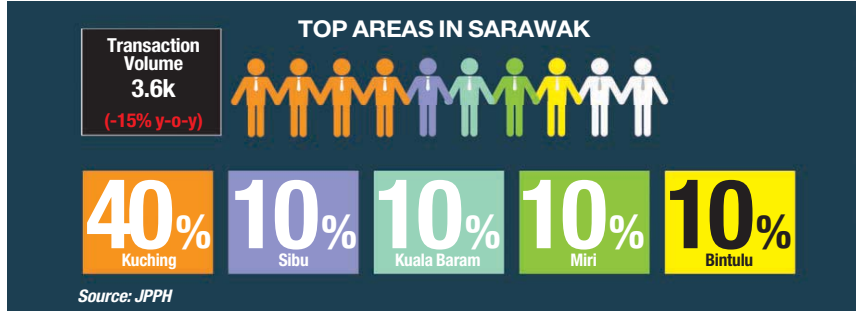 TOP AREAS IN SARAWAK
Transaction
Volume
3.6k
(-15% y-o-y)
40%
Kuching
10%
Sibu
10%
Kuala Baram
10%
Miri
10%
Bintulu
Source: JPPH